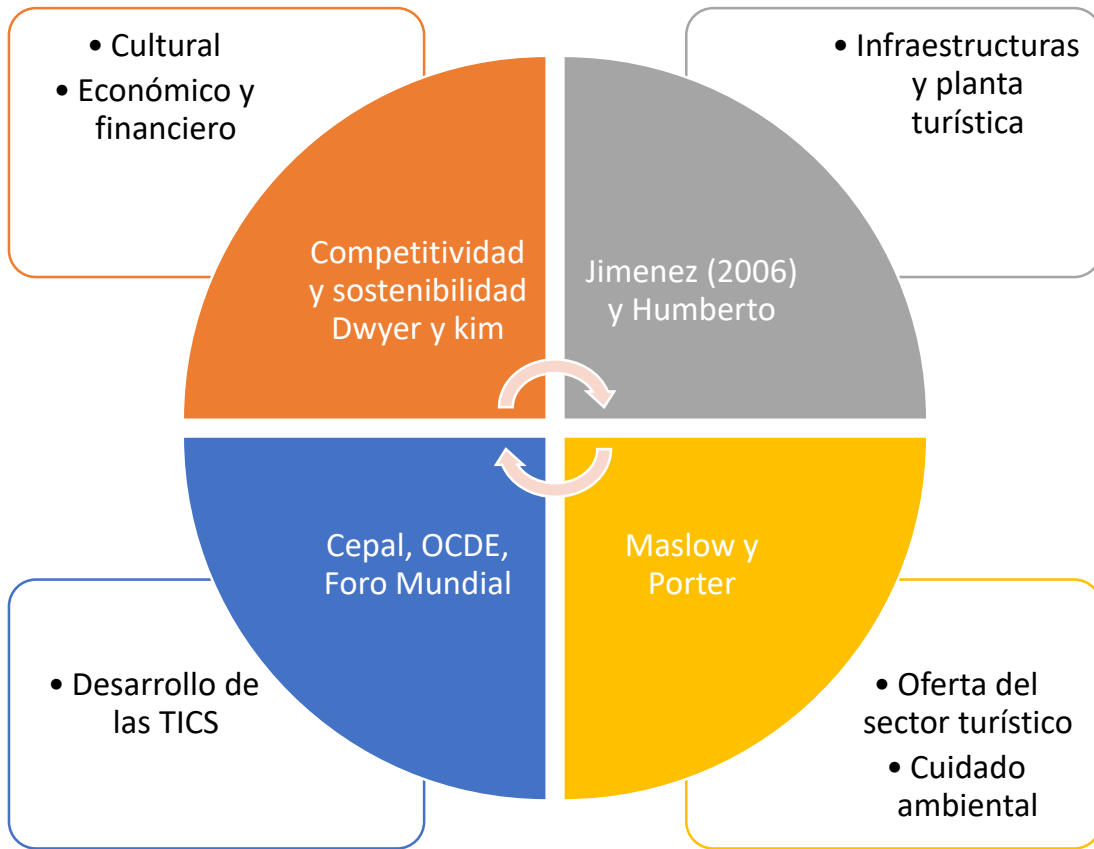 • Cultural
• Económico y
financiero
• Infraestructuras
y planta
turística
Competitividad
y sostenibilidad
Dwyer y kim
Jimenez (2006)
y Humberto
Cepal, OCDE,
Foro Mundial
Maslow y
Porter
• Desarrollo de
las TICS
• Oferta del
sector turístico
• Cuidado
ambiental